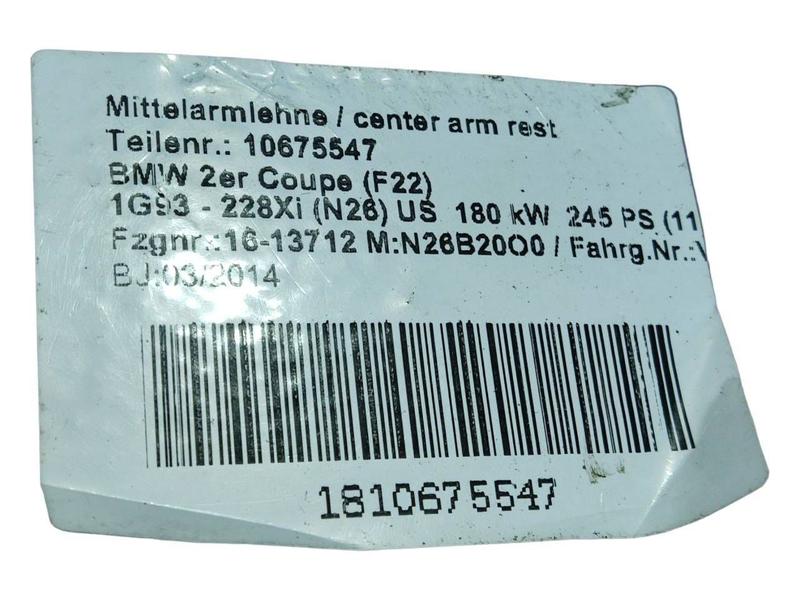 Mittelarmlehne / center arm rest
Teilenr.: 10675547
BMW 2er Coupe (F22)
1G93 - 228Xi (N26) US 180 kW 245 PS (11
Fzgnr.:16-13712 M:N26B20O0 / Fahrg.Nr.:V
BJ:03/2014
1810675547